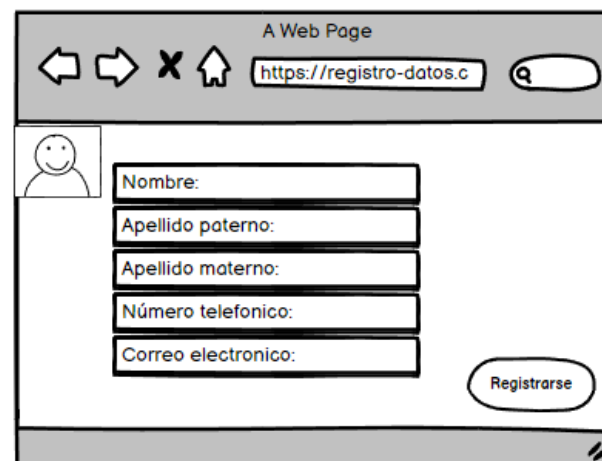 A Web Page
https://registro-datos.c
Nombre:
Apellido paterno:
Apellido materno:
Número telefonico:
Correo electronico:
Registrarse